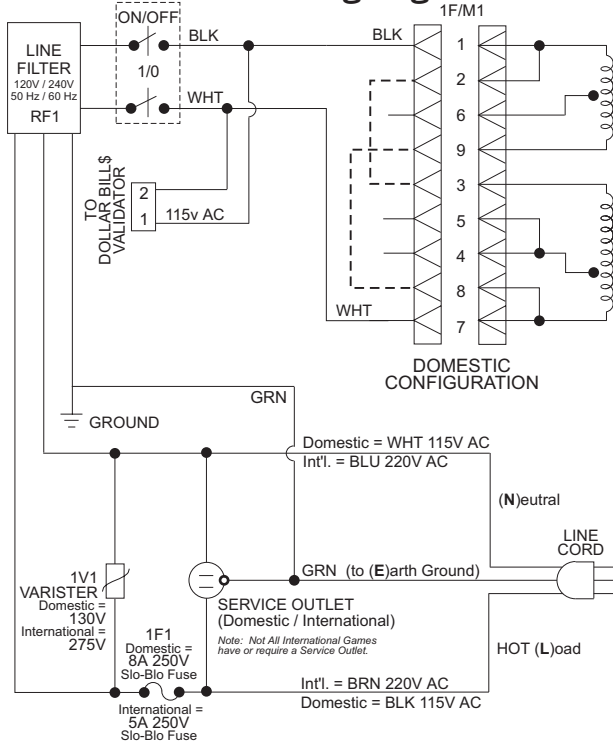 ON/OFF
1/0
LINE
FILTER
120V / 240V
50 Hz / 60 Hz
RF1
BLK
WHT
BLK
1F/M1
1
2
6
9
3
5
4
8
7
WHT
DOMESTIC
CONFIGURATION
TO
DOLLAR BILL$
VALIDATOR
2
1
115v AC
GRN
GROUND
Domestic = WHT 115V AC
Int'l. = BLU 220V AC
(N)eutral
LINE
CORD
GRN (to (E)arth Ground)
1V1
VARISTER
Domestic =
130V
International =
275V
SERVICE OUTLET
(Domestic / International)
Note: Not All International Games
have or require a Service Outlet.
HOT (L)oad
1F1
Domestic =
8A 250V
Slo-Blo Fuse
International =
5A 250V
Slo-Blo Fuse
Int'l. = BRN 220V AC
Domestic = BLK 115V AC